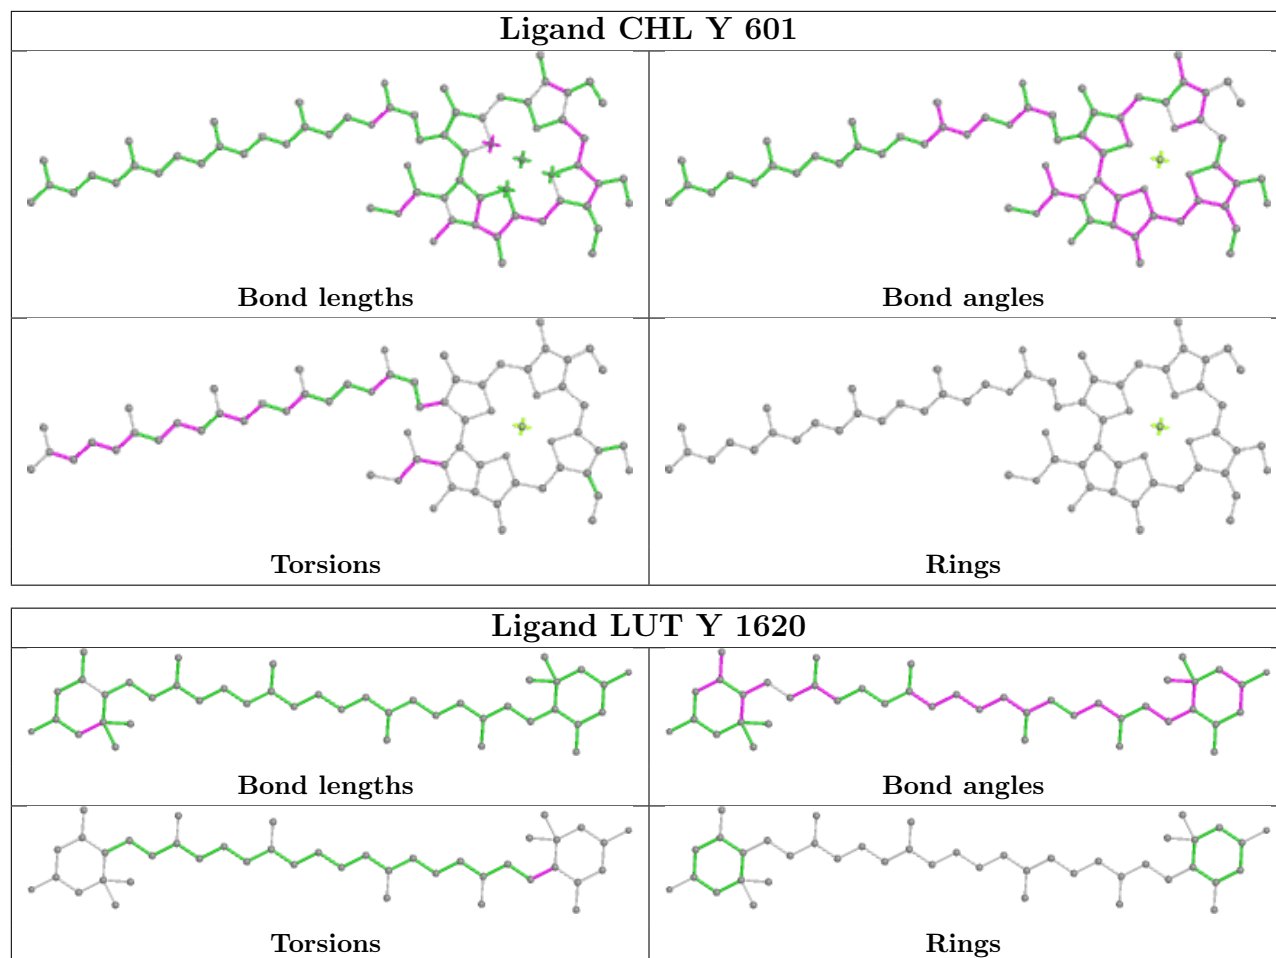 Ligand CHL Y 601
Bond lengths
Bond angles
Torsions
Rings
Ligand LUT Y 1620
Bond lengths
Bond angles
Torsions
Rings